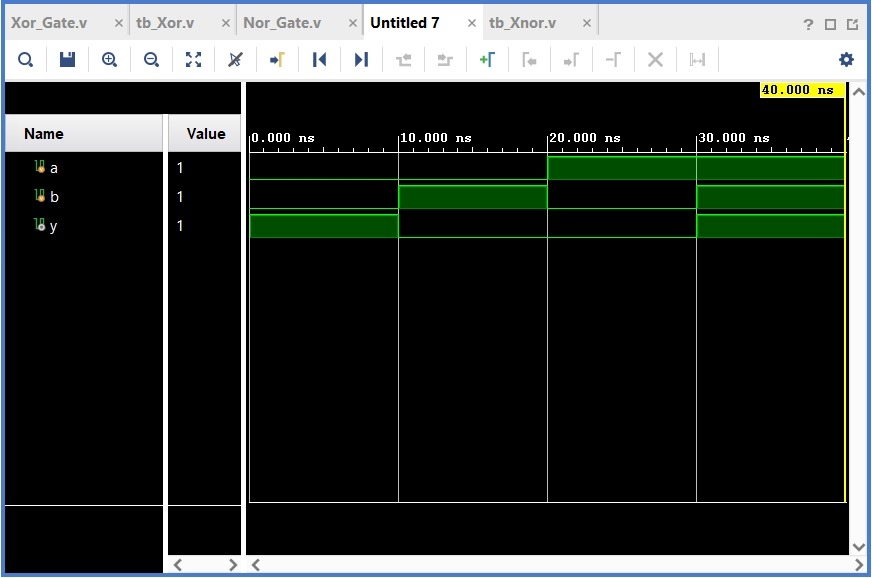 Xor_Gate.v × tb_Xor.v × Nor_Gate.v × Untitled 7 × tb_Xnor.v × ?
40.000 ns
Name Value 0.000 ns 10.000 ns 20.000 ns 30.000 ns
a 1
b 1
y 1